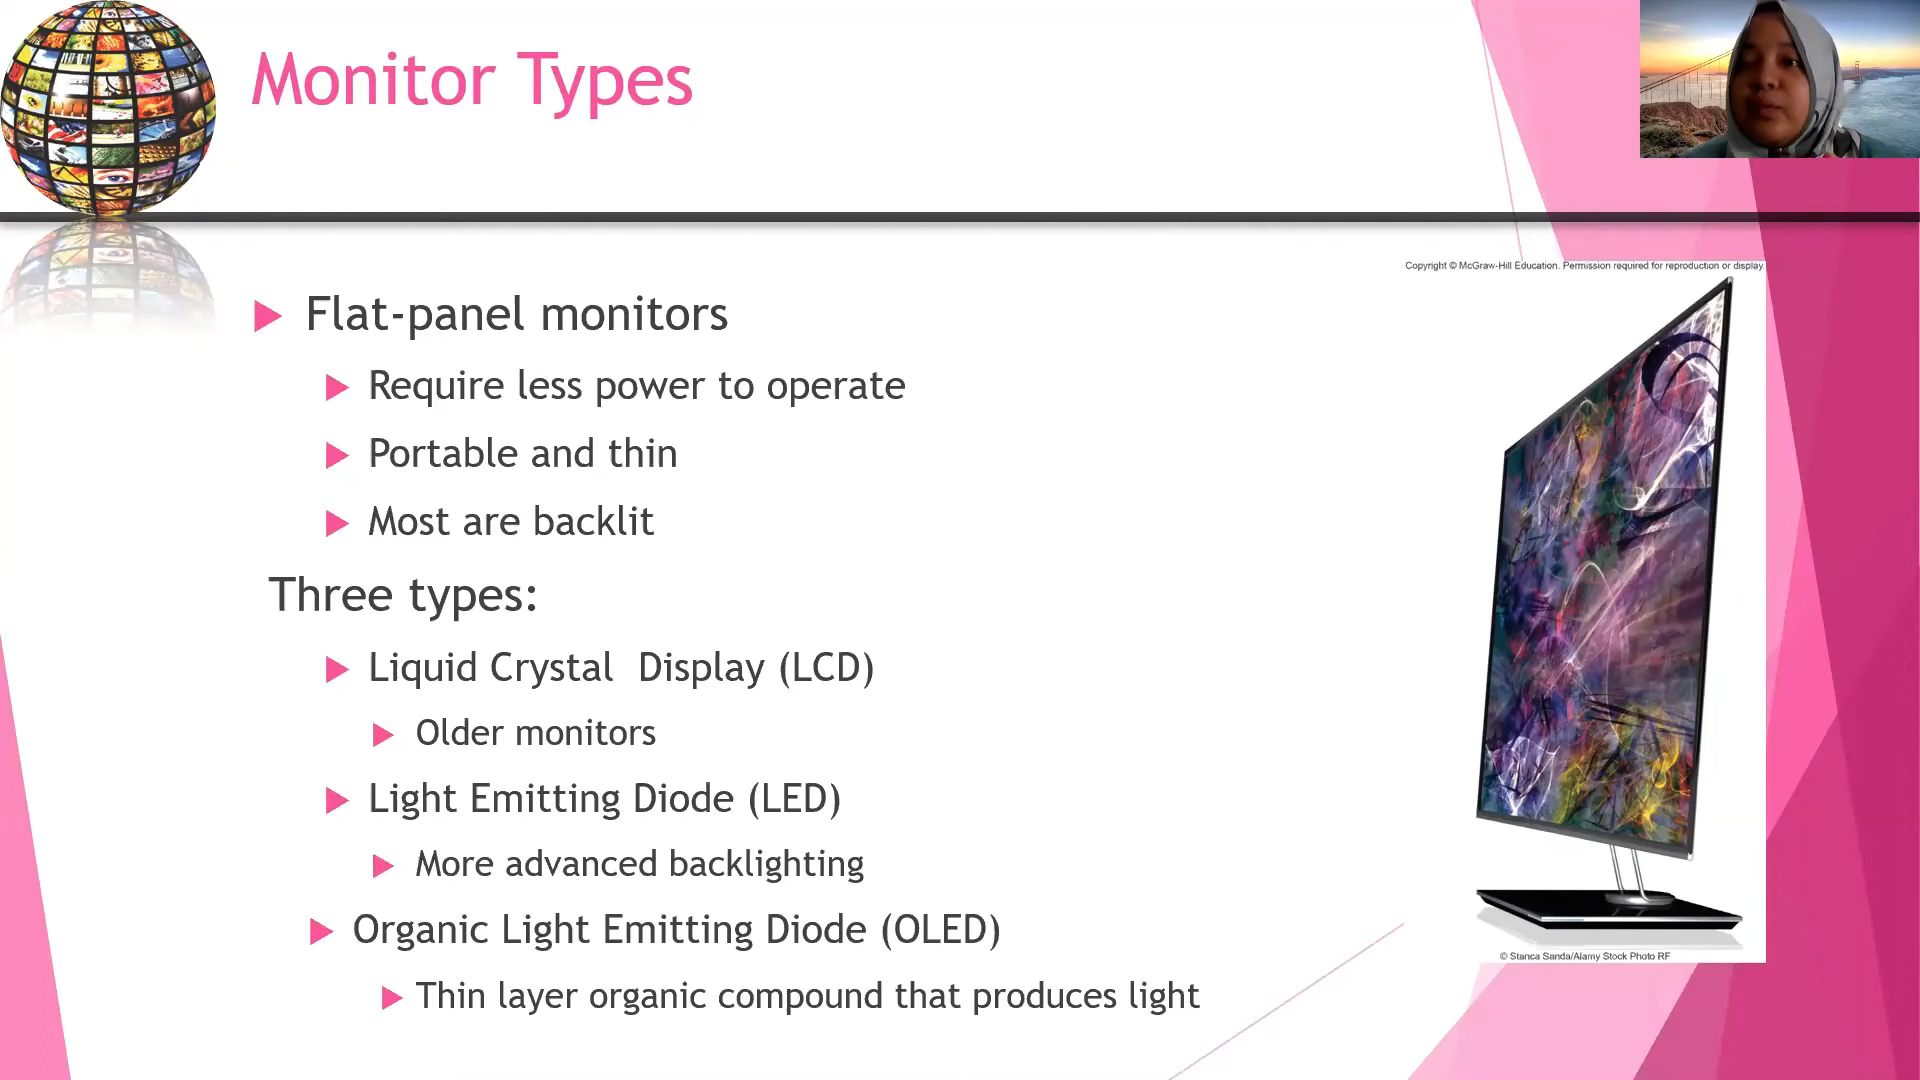 Monitor Types
Copyright © McGraw-Hill Education. Permission required for reproduction or display.
Flat-panel monitors
Require less power to operate
Portable and thin
Most are backlit
Three types:
Liquid Crystal  Display (LCD)
Older monitors
Light Emitting Diode (LED)
More advanced backlighting
Organic Light Emitting Diode (OLED)
Thin layer organic compound that produces light
© Stanca Sanda/Alamy Stock Photo RF